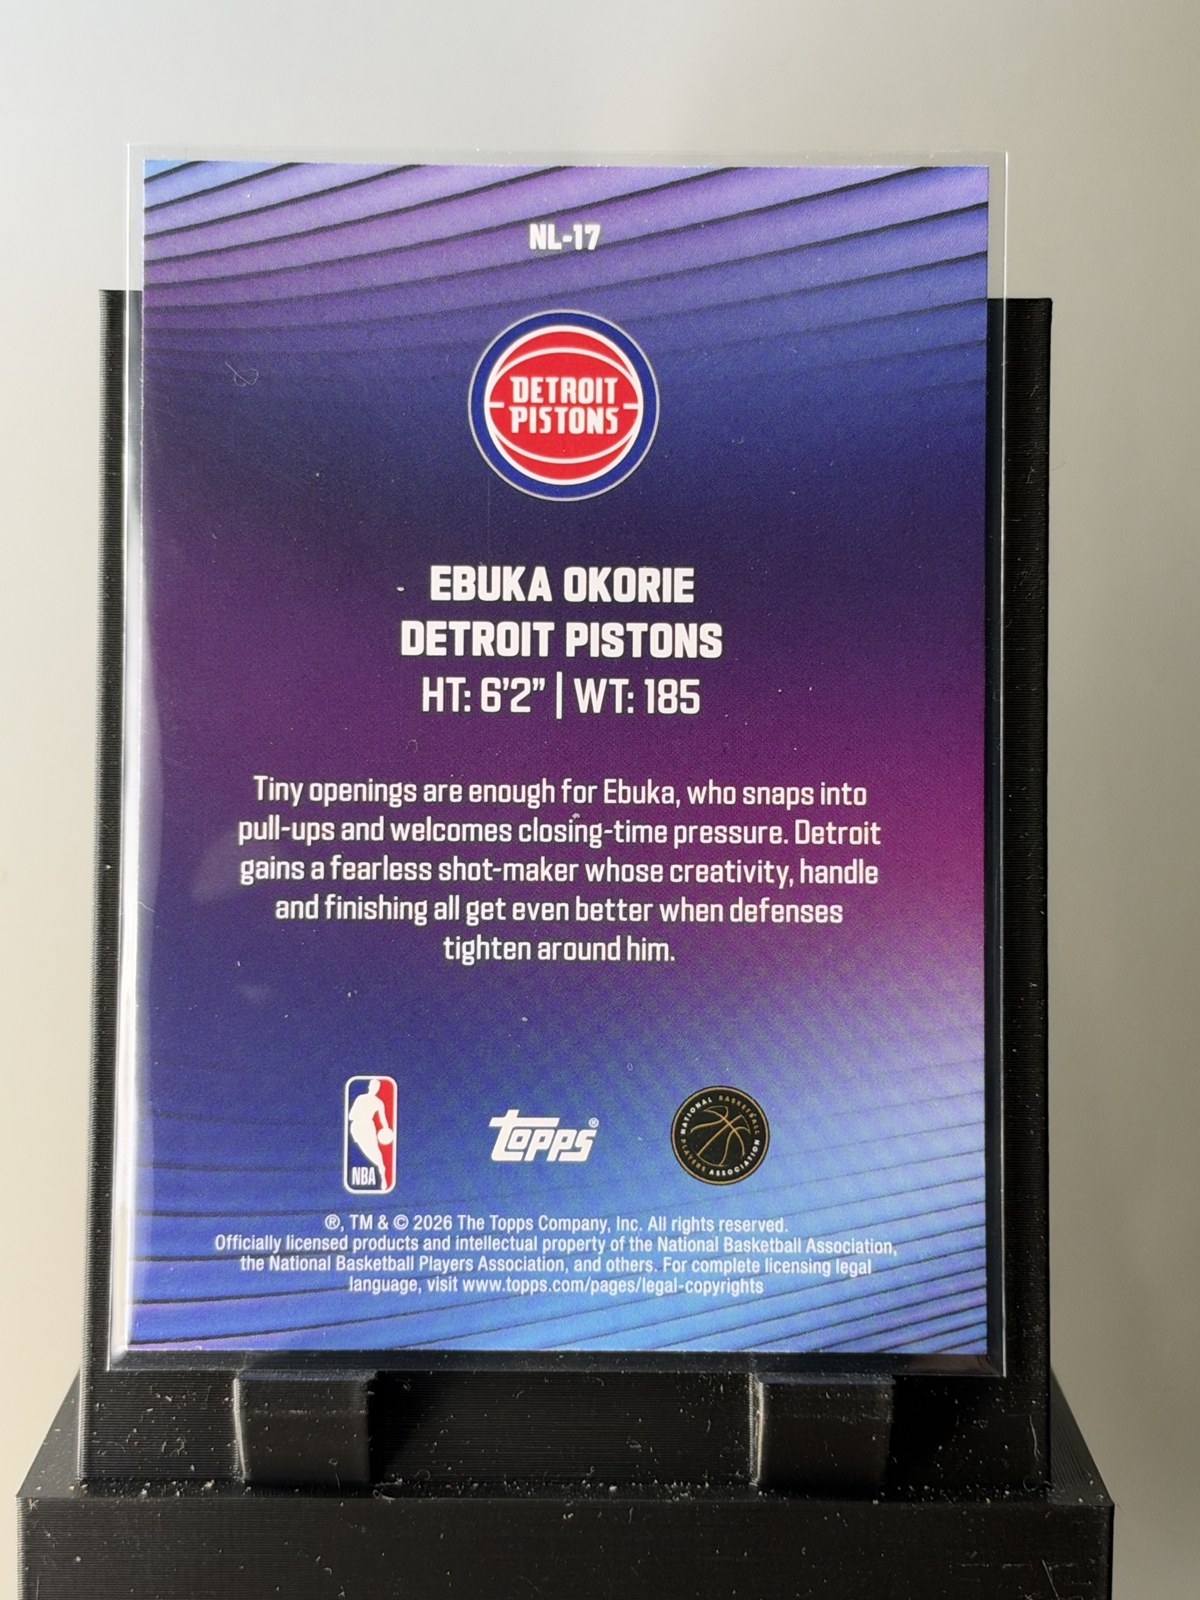 NL-17
DETROIT
PISTONS
EBUKA OKORIE
DETROIT PISTONS
HT: 6'2" | WT: 185
Tiny openings are enough for Ebuka, who snaps into
pull-ups and welcomes closing-time pressure. Detroit
gains a fearless shot-maker whose creativity, handle
and finishing all get even better when defenses
tighten around him.
NBA
topps®
NATIONAL BASKETBALL
PLAYERS ASSOCIATION
®, TM & © 2026 The Topps Company, Inc. All rights reserved.
Officially licensed products and intellectual property of the National Basketball Association,
the National Basketball Players Association, and others. For complete licensing legal
language, visit www.topps.com/pages/legal-copyrights